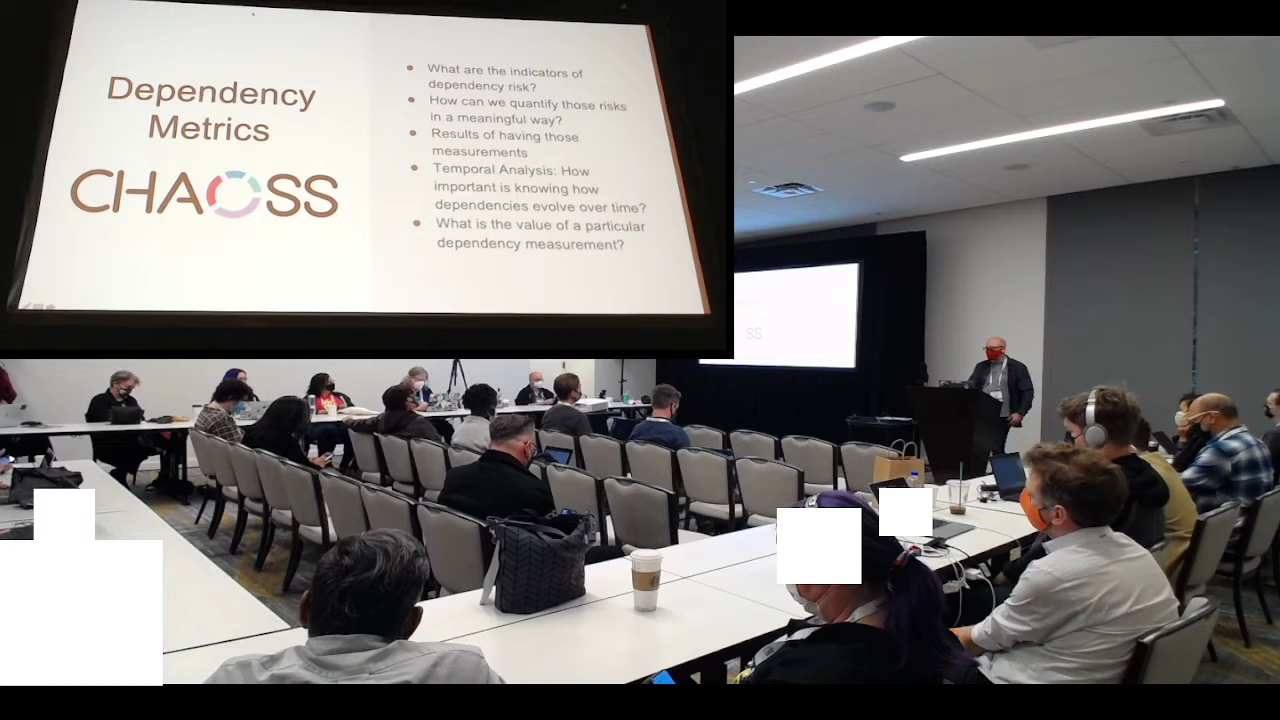 Dependency
Metrics
CHAOSS
What are the indicators of
dependency risk?
How can we quantify those risks
in a meaningful way?
Results of having those
measurements
Temporal Analysis: How
important is knowing how
dependencies evolve over time?
What is the value of a particular
dependency measurement?
SS